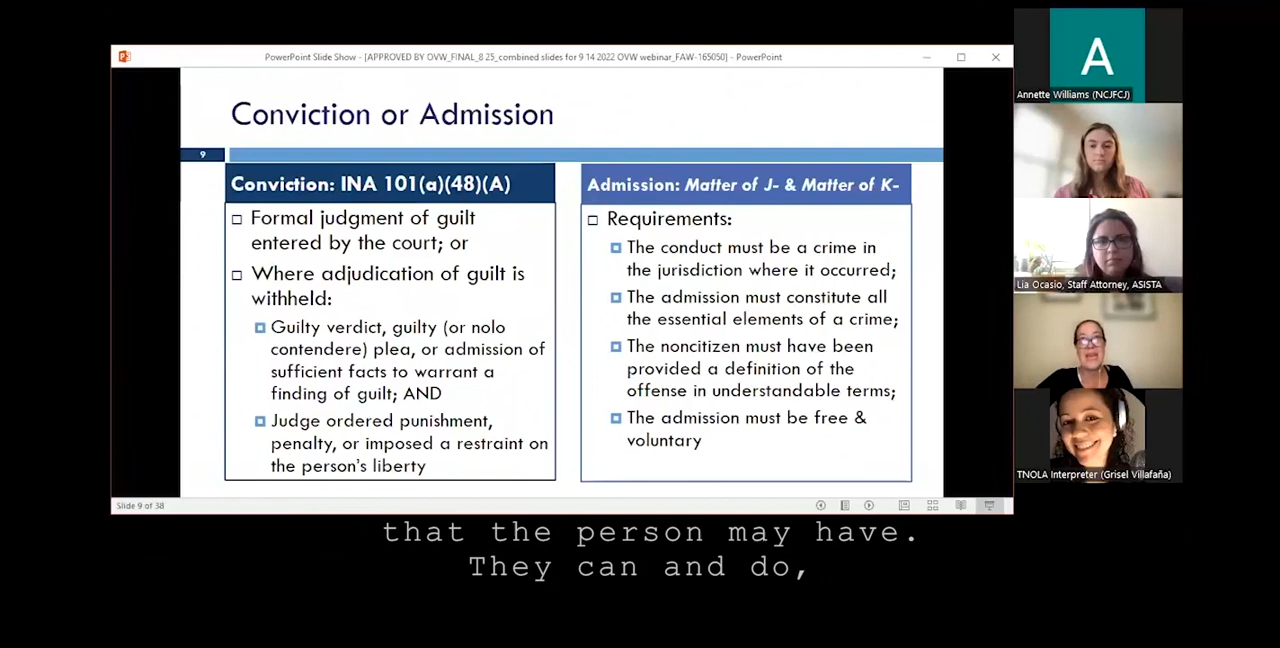 PowerPoint Slide Show - [APPROVED BY OVW_FINAL_8 25_combined slides for 9 14 2022 OVW webinar_FAW-165050] - PowerPoint
Conviction or Admission
9
Conviction: INA 101(a)(48)(A)
Formal judgment of guilt
entered by the court; or
Where adjudication of guilt is
withheld:
Guilty verdict, guilty (or nolo
contendere) plea, or admission of
sufficient facts to warrant a
finding of guilt; AND
Judge ordered punishment,
penalty, or imposed a restraint on
the person's liberty
Admission: Matter of J- & Matter of K-
Requirements:
The conduct must be a crime in
the jurisdiction where it occurred;
The admission must constitute all
the essential elements of a crime;
The noncitizen must have been
provided a definition of the
offense in understandable terms;
The admission must be free &
voluntary
Slide 9 of 38
A
Annette Williams (NCJFCJ)
Lia Ocasio, Staff Attorney, ASISTA
TNOLA Interpreter (Grisel Villafaña)
that the person may have.
They can and do,